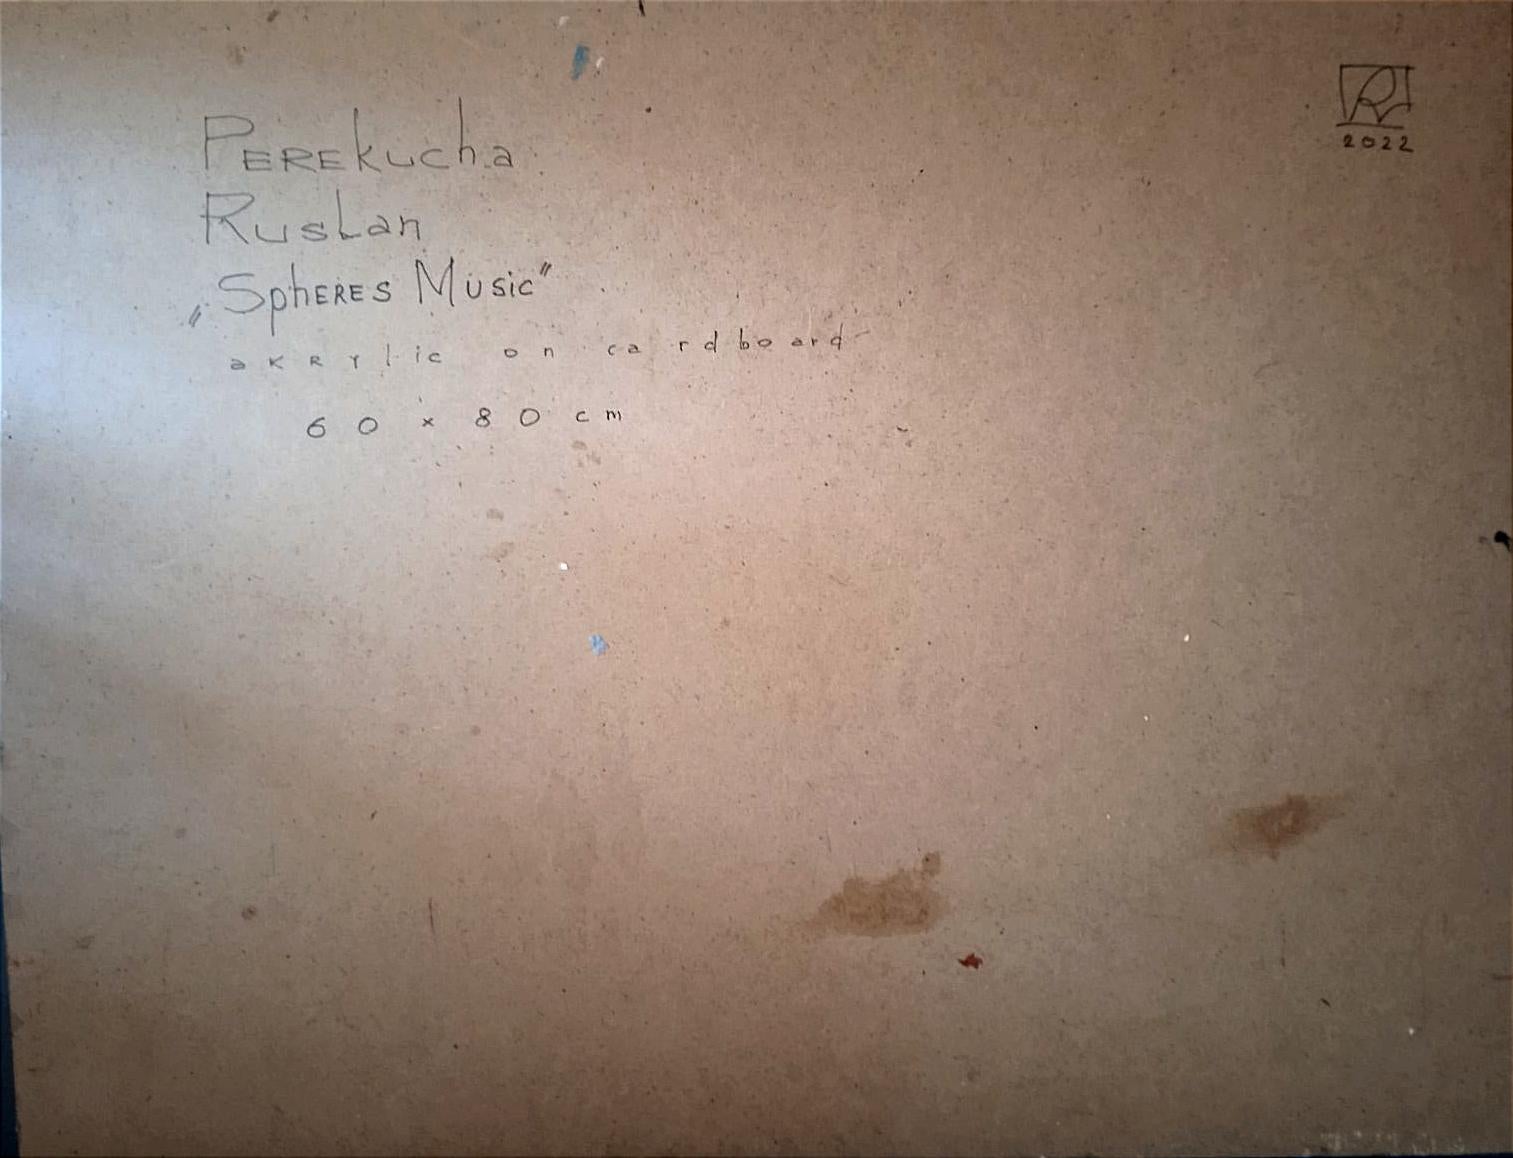 Perekucha
Ruslan
„Spheres Music"
akrylic on cardboard
60 x 80 cm
2022